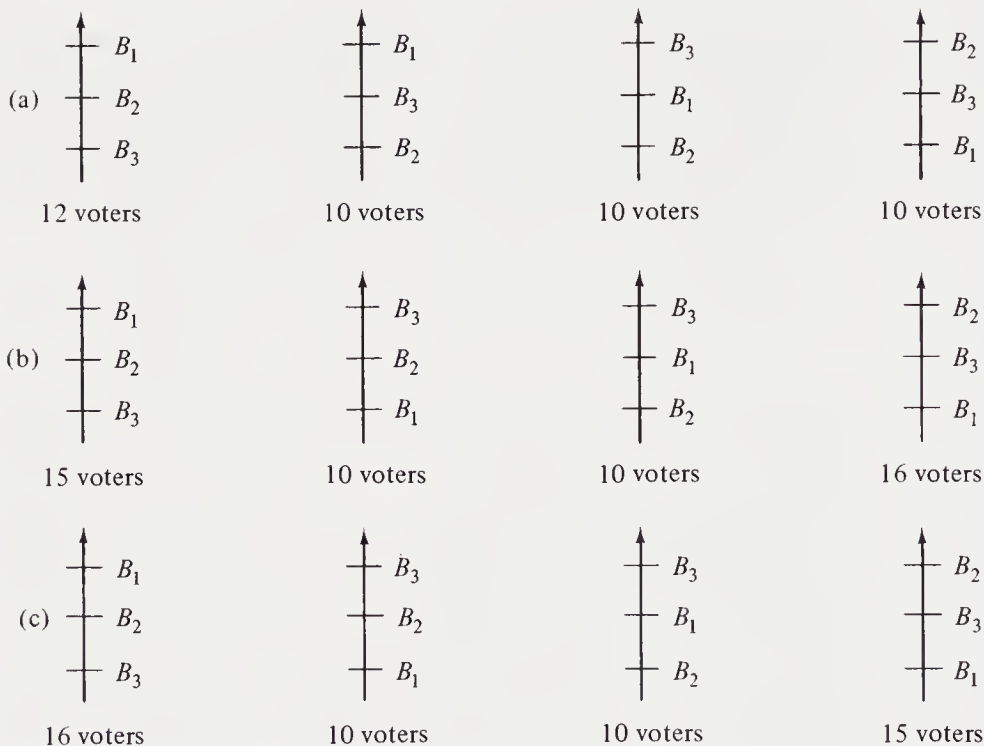 B1 B1 B3 B2
(a) B2 B3 B1 B3
B3 B2 B2 B1
12 voters 10 voters 10 voters 10 voters
B1 B3 B3 B2
(b) B2 B2 B1 B3
B3 B1 B2 B1
15 voters 10 voters 10 voters 16 voters
B1 B3 B3 B2
(c) B2 B2 B1 B3
B3 B1 B2 B1
16 voters 10 voters 10 voters 15 voters